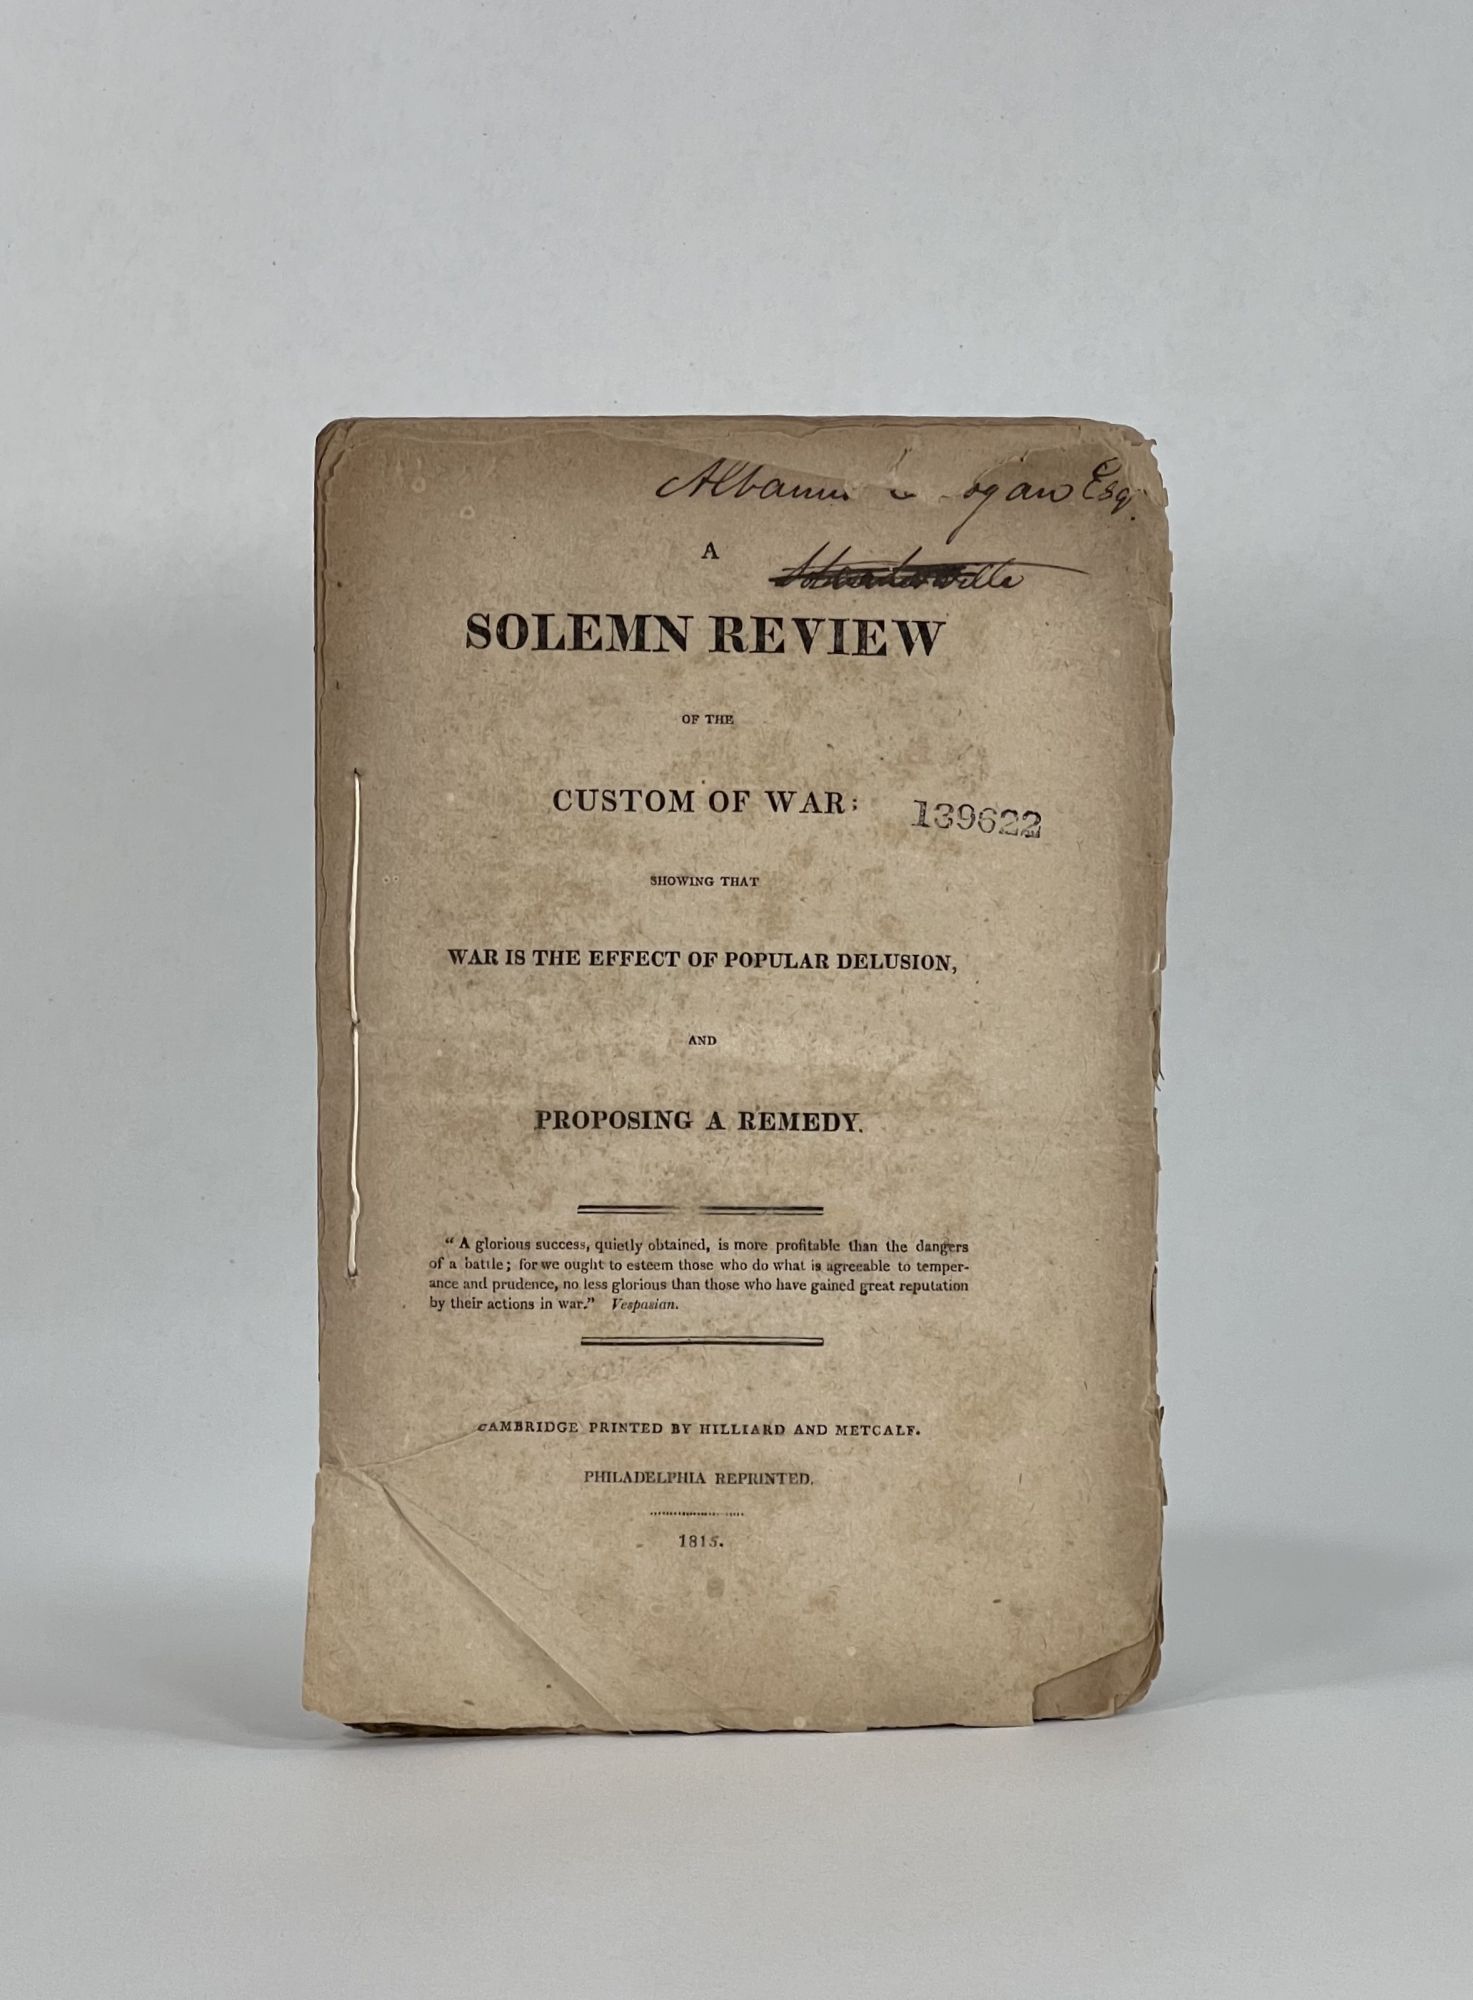 Esq.
A
SOLEMN REVIEW
OF THE
CUSTOM OF WAR;
139622
SHOWING THAT
WAR IS THE EFFECT OF POPULAR DELUSION,
AND
PROPOSING A REMEDY.
“ A glorious success, quietly obtained, is more profitable than the dangers
of a battle; for we ought to esteem those who do what is agreeable to temper-
ance and prudence, no less glorious than those who have gained great reputation
by their actions in war.” Vespasian.
CAMBRIDGE PRINTED BY HILLIARD AND METCALF.
PHILADELPHIA REPRINTED.
1815.